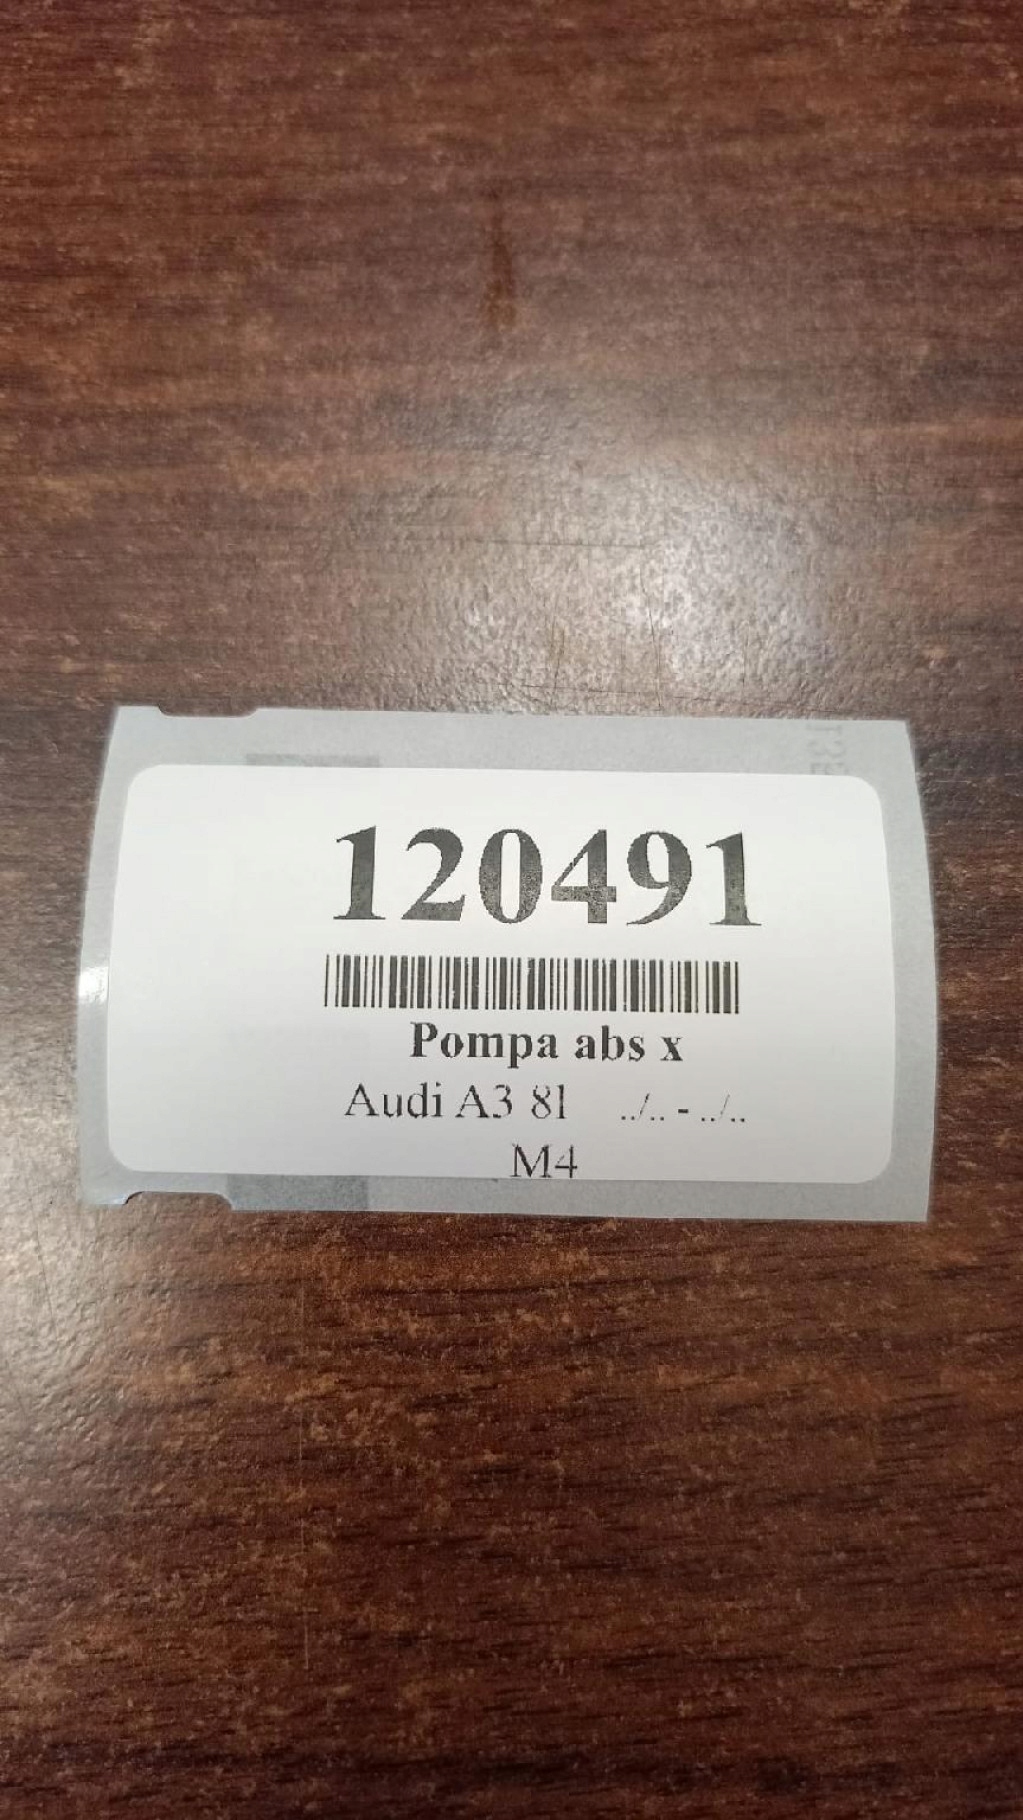 120491
Pompa abs x
Audi A3 8l ../.. - ../..
M4